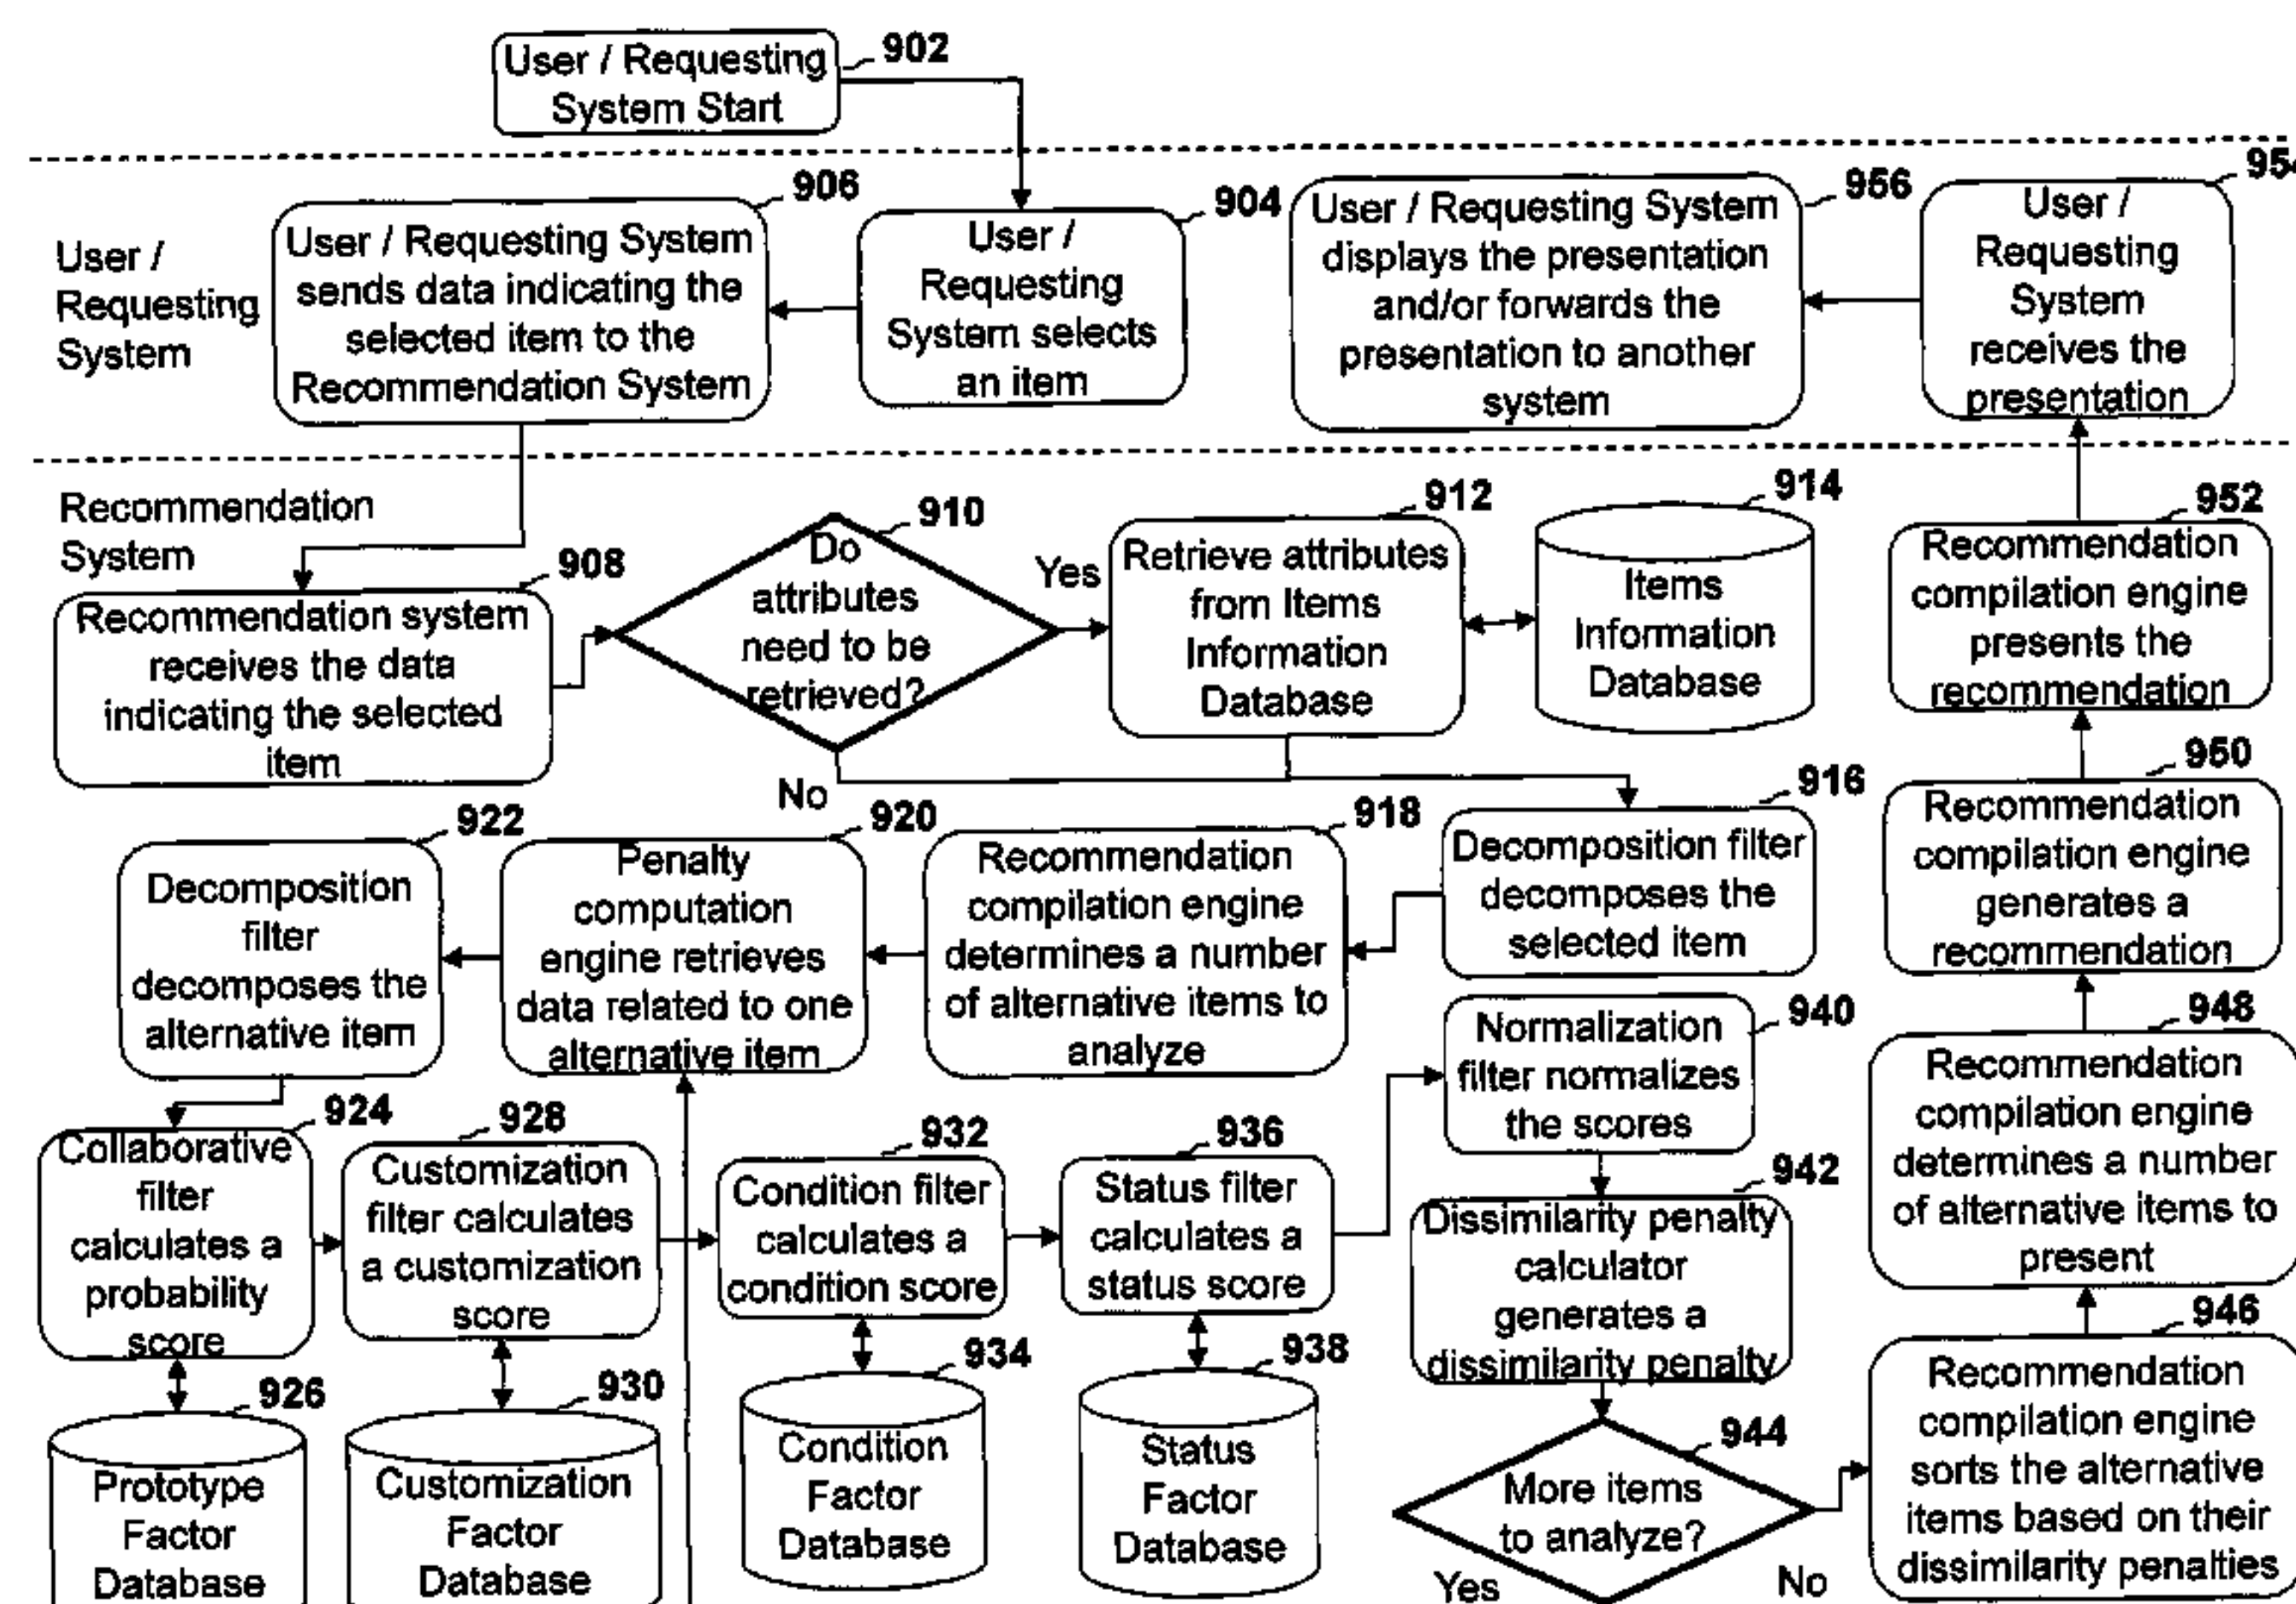 User / Requesting
System Start
902
User /
Requesting
System
906
User / Requesting System
sends data indicating the
selected item to the
Recommendation System
904
User /
Requesting
System selects
an item
956
User / Requesting System
displays the presentation
and/or forwards the
presentation to another
system
User /
Requesting
System
receives the
presentation
Recommendation
System
908
Recommendation system
receives the data
indicating the selected
item
910
Do
attributes
need to be
retrieved?
Yes
No
912
Retrieve attributes
from Items
Information
Database
914
Items
Information
Database
952
Recommendation
compilation engine
presents the
recommendation
922
Decomposition
filter
decomposes the
alternative item
920
Penalty
computation
engine retrieves
data related to one
alternative item
918
Recommendation
compilation engine
determines a number
of alternative items to
analyze
916
Decomposition filter
decomposes the
selected item
950
Recommendation
compilation engine
generates a
recommendation
940
Normalization
filter normalizes
the scores
948
Recommendation
compilation engine
determines a number
of alternative items to
present
924
Collaborative
filter
calculates a
probability
score
928
Customization
filter calculates
a customization
score
932
Condition filter
calculates a
condition score
936
Status filter
calculates a
status score
942
Dissimilarity penalty
calculator
generates a
dissimilarity penalty
926
Prototype
Factor
Database
930
Customization
Factor
Database
934
Condition
Factor
Database
938
Status
Factor
Database
944
More items
to analyze?
Yes
No
946
Recommendation
compilation engine
sorts the alternative
items based on their
dissimilarity penalties